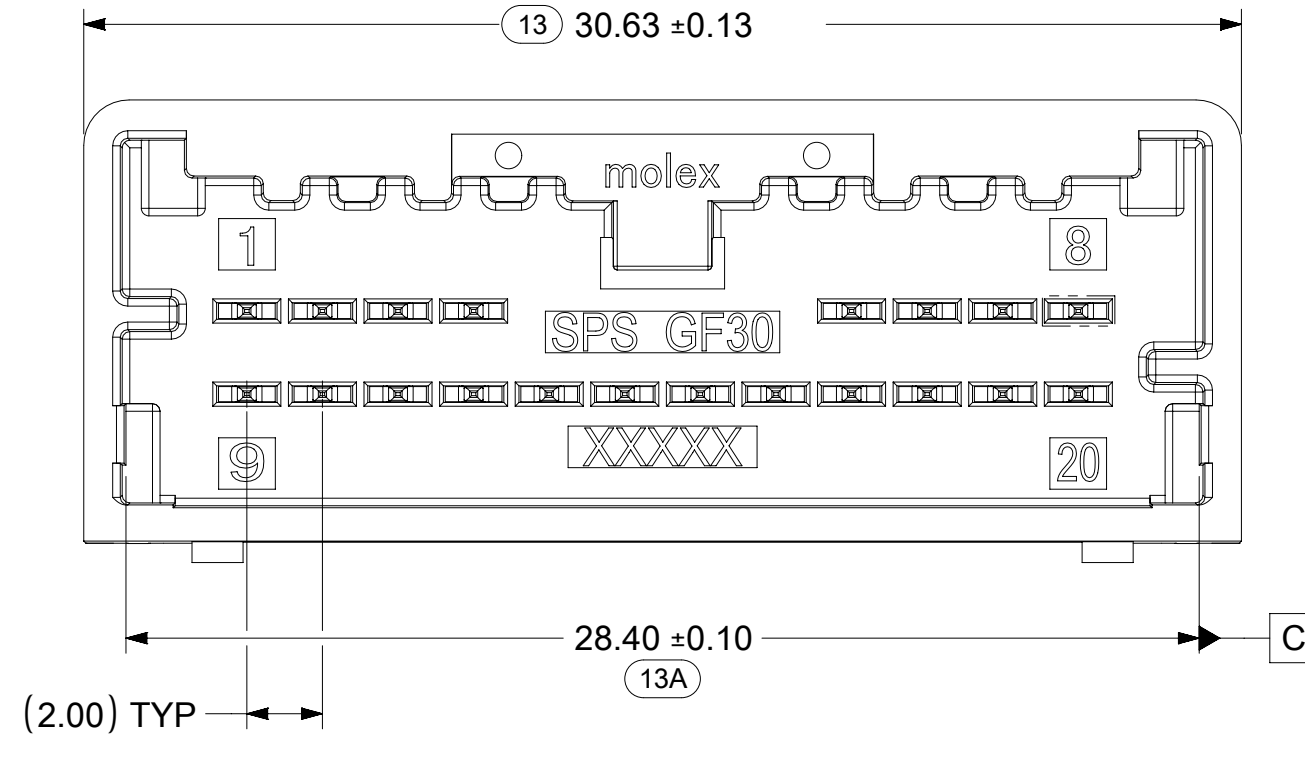 13 30.63 ±0.13
molex
1
8
SPS GF30
XXXXX
9
20
28.40 ±0.10
C
13A
(2.00) TYP